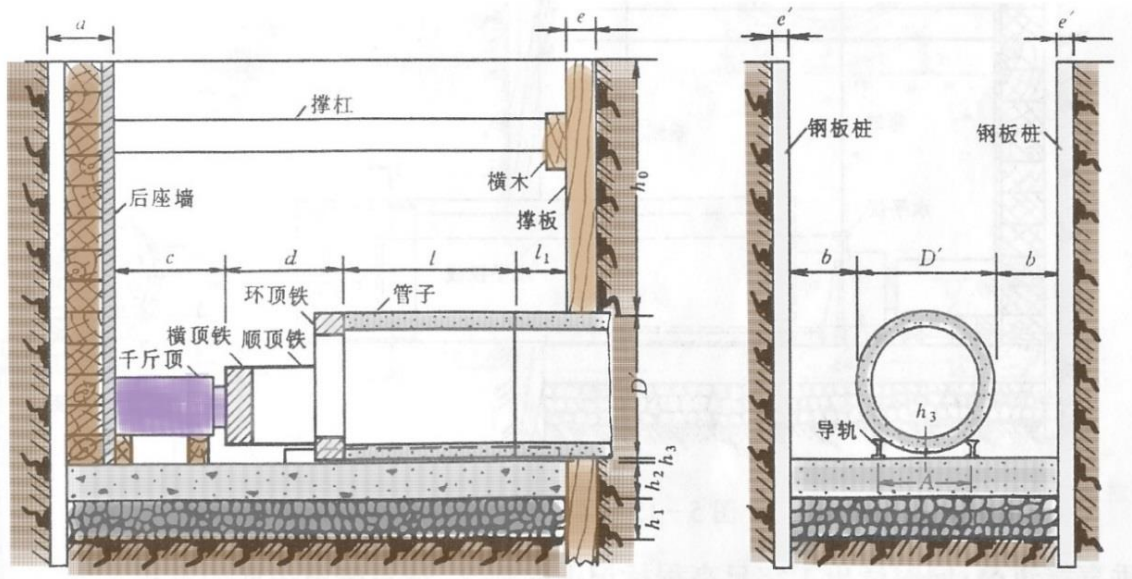 a
e
e′
e′
撑杠
钢板桩
钢板桩
横木
h₀
后座墙
撑板
c
d
l
l₁
b
D′
b
环顶铁
管子
横顶铁
顺顶铁
千斤顶
D′
h₃
导轨
h₃
h₂
A
h₁